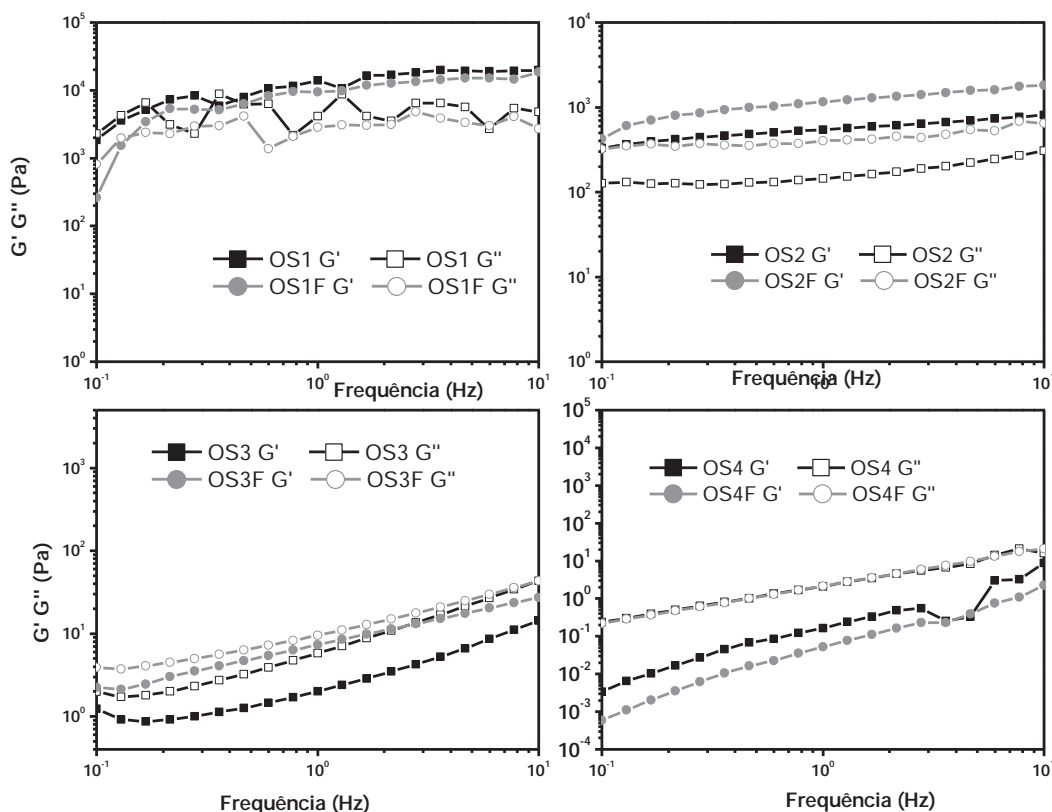 G' G" (Pa)
10⁵
10⁴
10³
10²
10¹
10⁰
OS1 G' OS1 G"
OS1F G' OS1F G"
10⁻¹ 10⁰ 10¹
Frequência (Hz)
10⁴
10³
10²
10¹
10⁰
OS2 G' OS2 G"
OS2F G' OS2F G"
10⁻¹ 10⁰ 10¹
Frequência (Hz)
G' G" (Pa)
10³
10²
10¹
10⁰
OS3 G' OS3 G"
OS3F G' OS3F G"
10⁻¹ 10⁰ 10¹
Frequência (Hz)
10⁵
10⁴
10³
10²
10¹
10⁰
10⁻¹
10⁻²
10⁻³
10⁻⁴
OS4 G' OS4 G"
OS4F G' OS4F G"
10⁻¹ 10⁰ 10¹
Frequência (Hz)